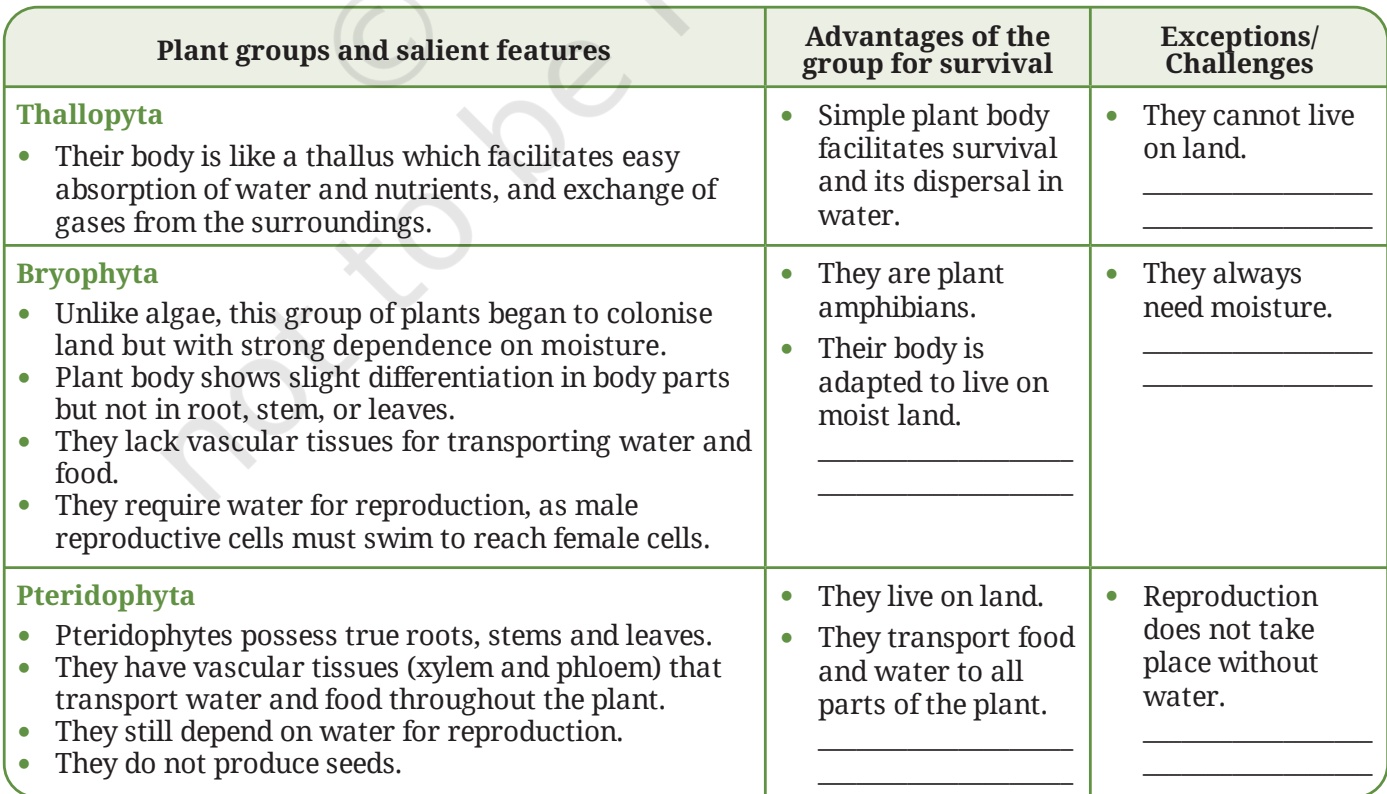 Plant groups and salient features
Advantages of the
group for survival
Exceptions/
Challenges
Thallopyta
• Their body is like a thallus which facilitates easy
absorption of water and nutrients, and exchange of
gases from the surroundings.
• Simple plant body
facilitates survival
and its dispersal in
water.
• They cannot live
on land.
Bryophyta
• Unlike algae, this group of plants began to colonise
land but with strong dependence on moisture.
• Plant body shows slight differentiation in body parts
but not in root, stem, or leaves.
• They lack vascular tissues for transporting water and
food.
• They require water for reproduction, as male
reproductive cells must swim to reach female cells.
• They are plant
amphibians.
• Their body is
adapted to live on
moist land.
• They always
need moisture.
Pteridophyta
• Pteridophytes possess true roots, stems and leaves.
• They have vascular tissues (xylem and phloem) that
transport water and food throughout the plant.
• They still depend on water for reproduction.
• They do not produce seeds.
• They live on land.
• They transport food
and water to all
parts of the plant.
• Reproduction
does not take
place without
water.
©
not to be